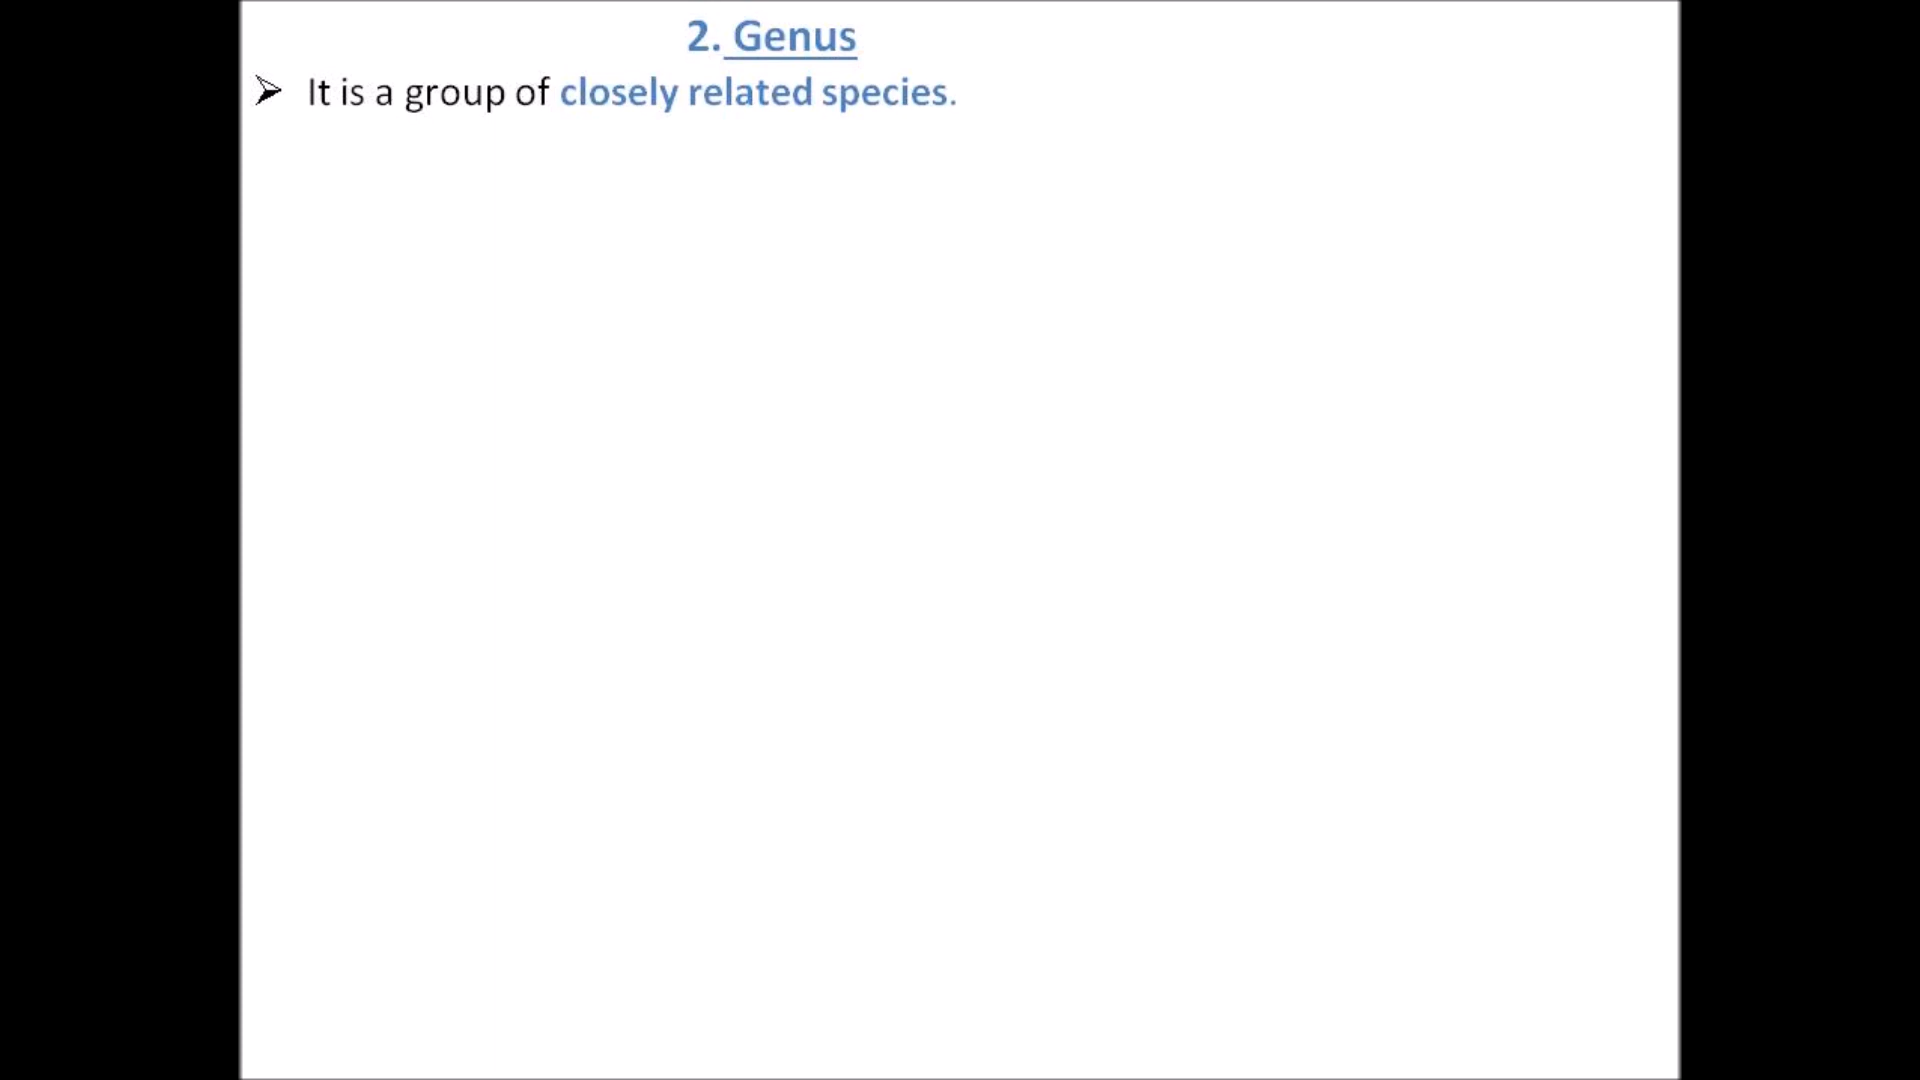 2. Genus
➢ It is a group of closely related species.